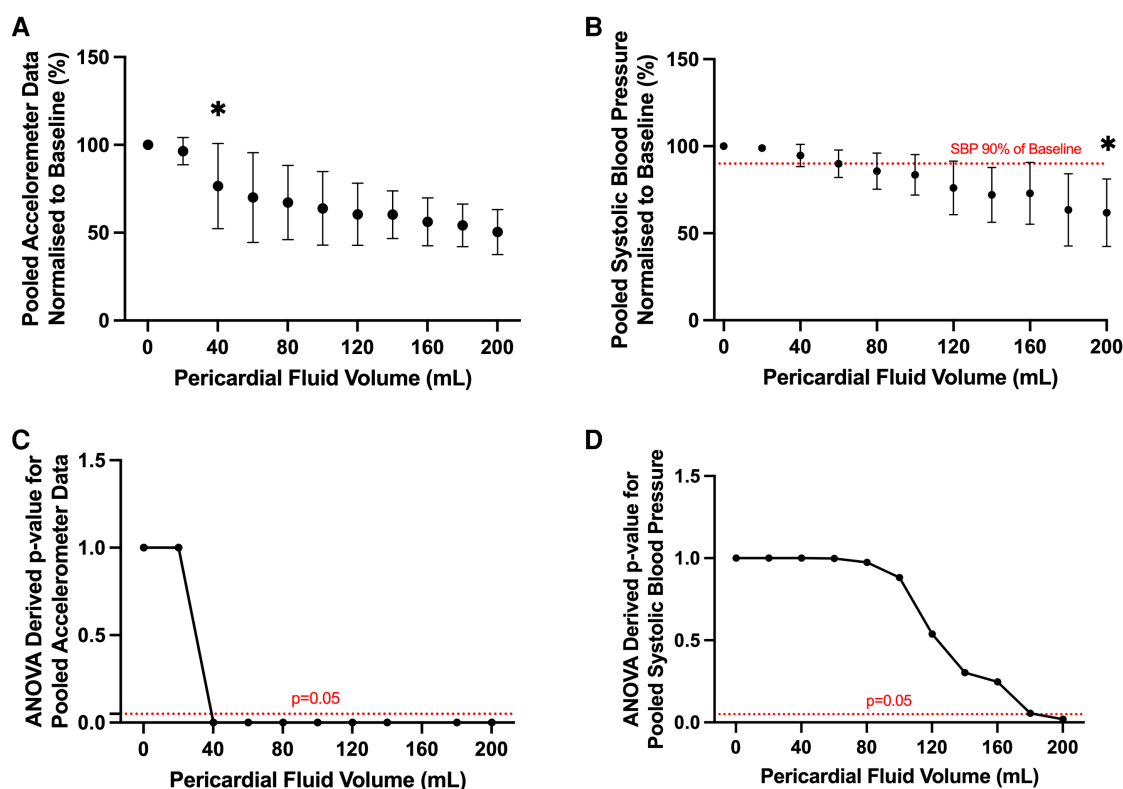 A
Pooled Acceloremeter Data
Normalised to Baseline (%)
150
100
50
0
*
0 40 80 120 160 200
Pericardial Fluid Volume (mL)
B
Pooled Systolic Blood Pressure
Normalised to Baseline (%)
150
100
50
0
SBP 90% of Baseline
*
0 40 80 120 160 200
Pericardial Fluid Volume (mL)
C
ANOVA Derived p-value for
Pooled Accelerometer Data
1.5
1.0
0.5
0.0
p=0.05
0 40 80 120 160 200
Pericardial Fluid Volume (mL)
D
ANOVA Derived p-value for
Pooled Systolic Blood Pressure
1.5
1.0
0.5
0.0
p=0.05
0 40 80 120 160 200
Pericardial Fluid Volume (mL)